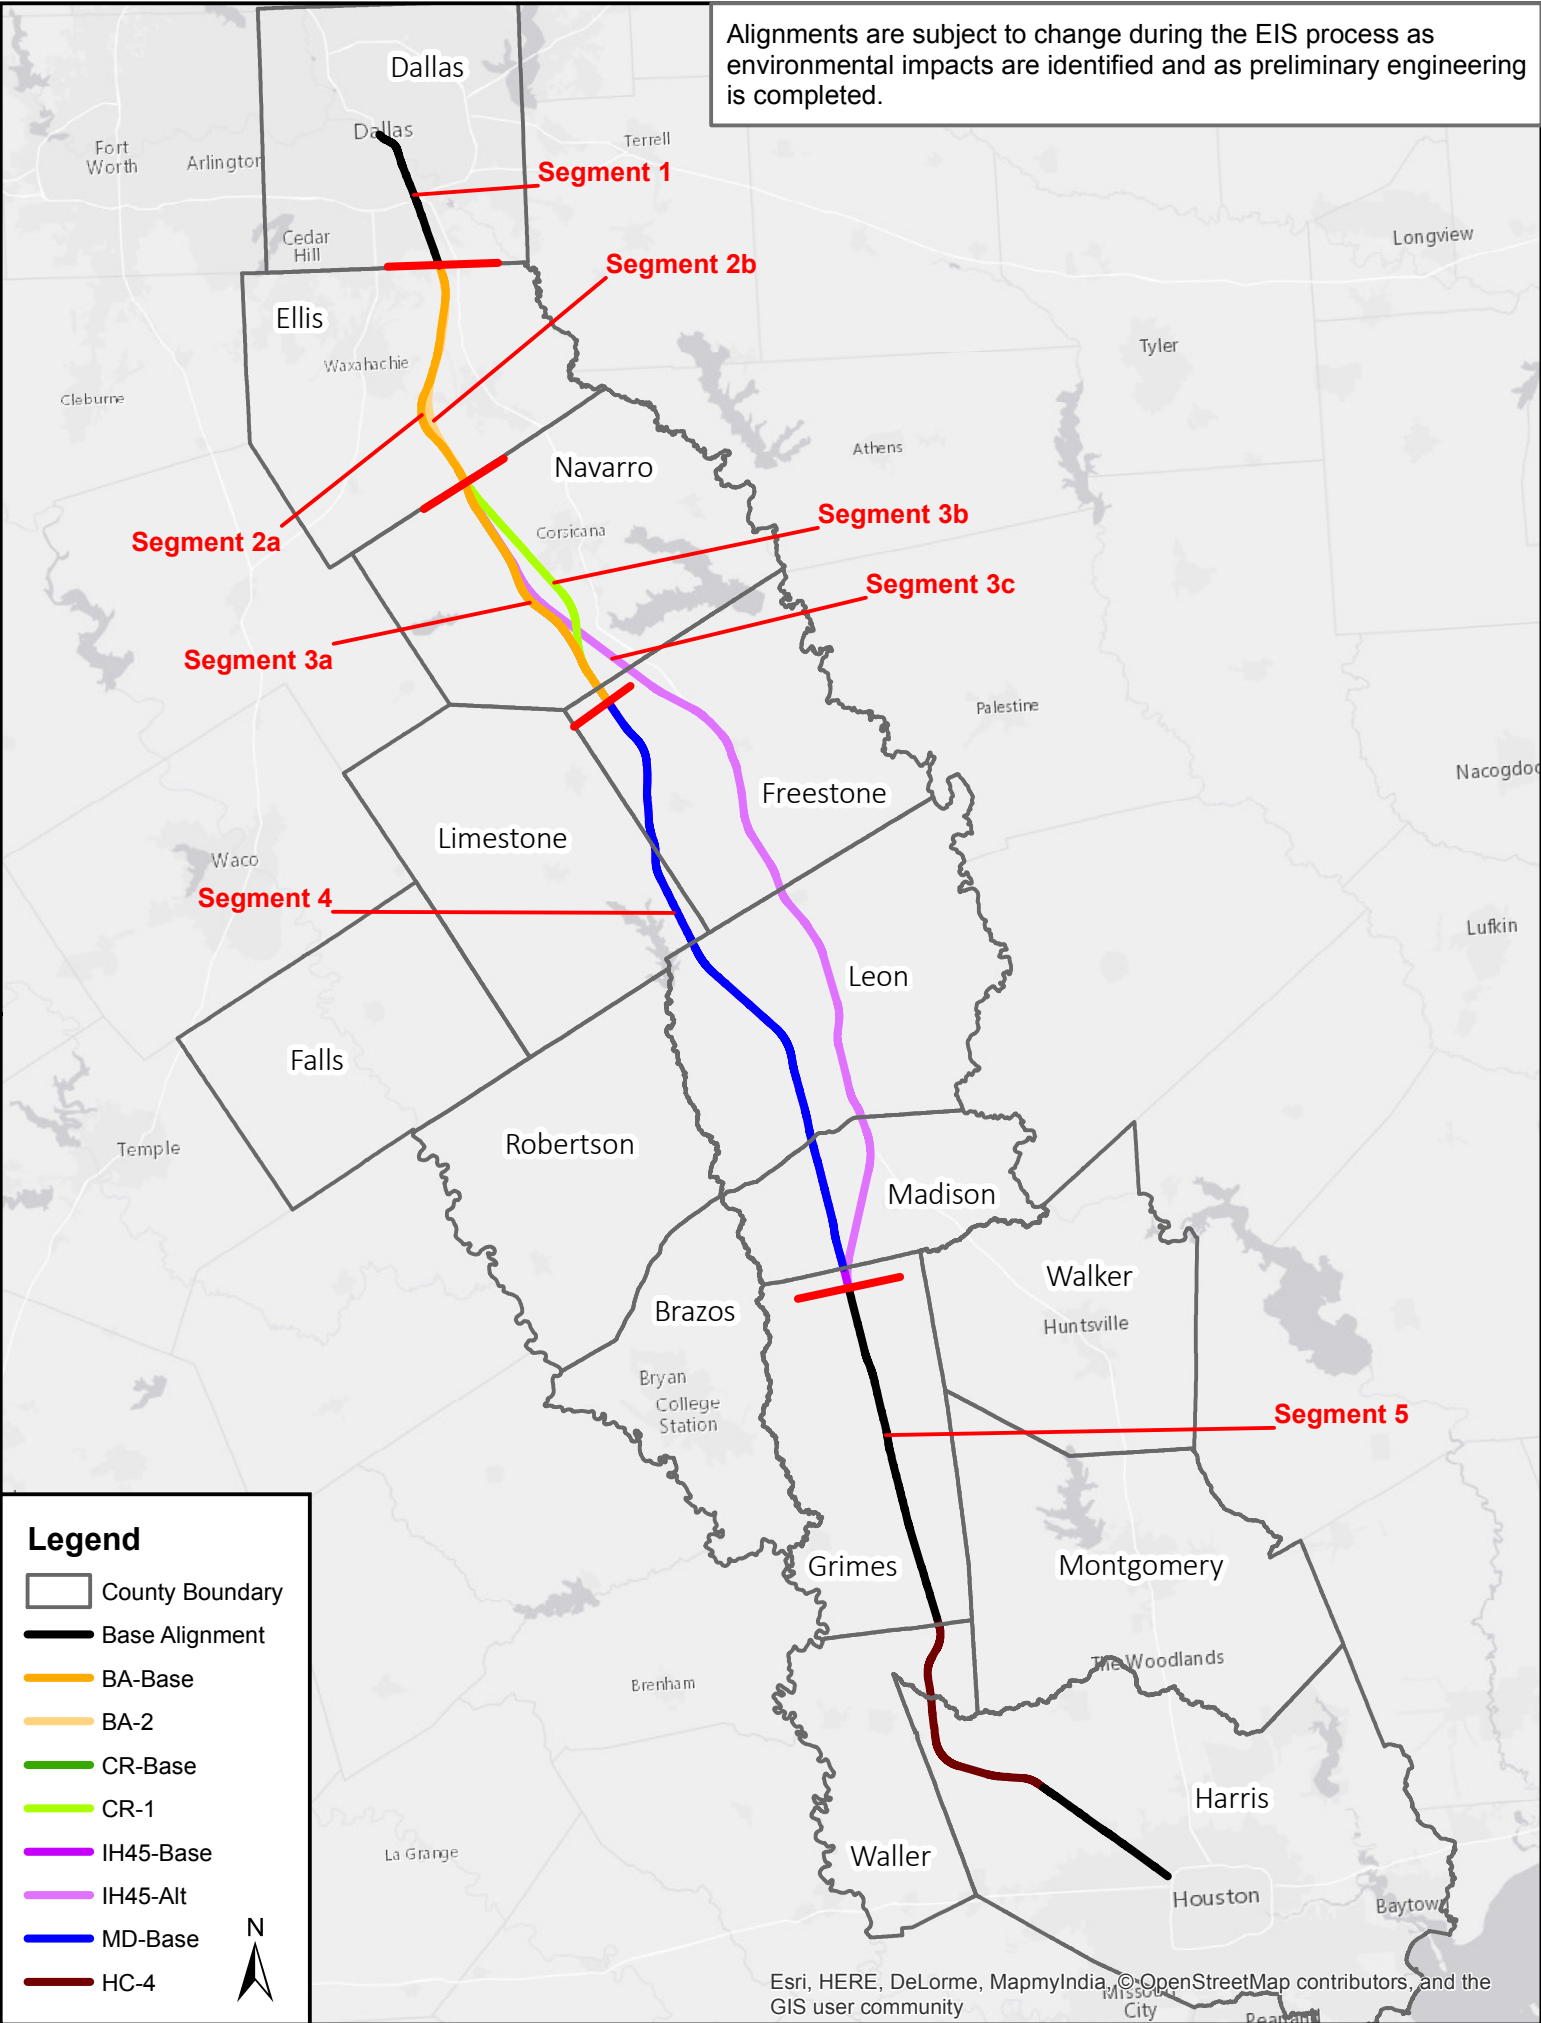 Alignments are subject to change during the EIS process as
environmental impacts are identified and as preliminary engineering
is completed.
Dallas
Dallas
Fort
Worth
Arlington
Terrell
Segment 1
Cedar
Hill
Longview
Segment 2b
Ellis
Waxahachie
Tyler
Cleburne
Athens
Navarro
Corsicana
Segment 3b
Segment 2a
Segment 3c
Segment 3a
Palestine
Nacogdoc
Freestone
Limestone
Waco
Segment 4
Lufkin
Leon
Falls
Temple
Robertson
Madison
Walker
Huntsville
Brazos
Bryan
College
Station
Segment 5
Grimes
Montgomery
The Woodlands
Brenham
Harris
La Grange
Waller
Houston
Baytown
Missou
City
Legend
County Boundary
Base Alignment
BA-Base
BA-2
CR-Base
CR-1
IH45-Base
IH45-Alt
MD-Base
HC-4
N
Esri, HERE, DeLorme, MapmyIndia, © OpenStreetMap contributors, and the
GIS user community